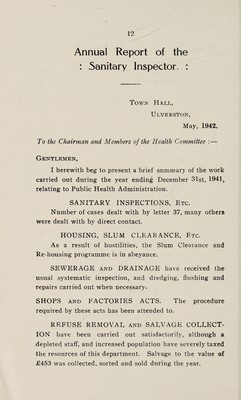 12
Annual Report of the
: Sanitary Inspector. :
Town Hall,
Ulverston,
May, 1942.
To the Chairman and Members of the Health Committee :—
Gentlemen,
I herewith beg to present a brief summary of the work
carried out during the year ending December 31st, 1941,
relating to Public Health Administration.
SANITARY INSPECTIONS, Etc.
Number of cases dealt with by letter 37, many others
were dealt with by direct contact.
HOUSING, SLUM CLEARANCE, Etc.
As a result of hostilities, the Slum Clearance and
Re-housing programme is in abeyance.
SEWERAGE AND DRAINAGE have received the
usual systematic inspection, and dredging, flushing and
repairs carried out when necessary.
SHOPS AND FACTORIES ACTS. The procedure
required by these acts has been attended to.
REFUSE REMOVAL AND SALVAGE COLLECT-
ION have been carried out satisfactorily, although a
depleted staff, and increased population have severely taxed
the resources of this department. Salvage to the value of
£453 was collected, sorted and sold during the year.